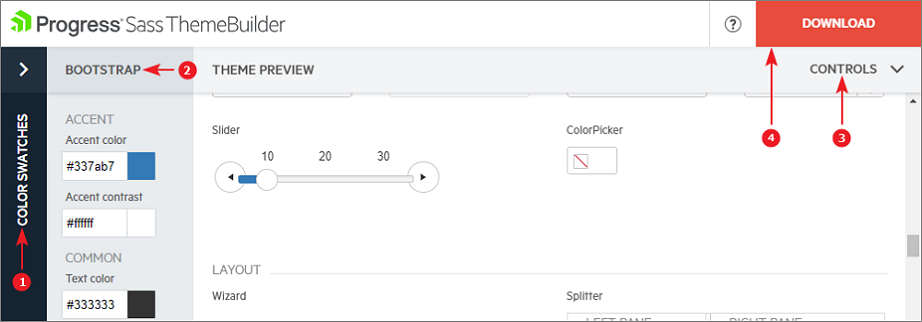 Progress® Sass ThemeBuilder
?
DOWNLOAD
BOOTSTRAP
2
THEME PREVIEW
CONTROLS
4
3
COLOR SWATCHES
1
ACCENT
Accent color
#337ab7
Accent contrast
#ffffff
COMMON
Text color
#333333
Slider
10 20 30
ColorPicker
LAYOUT
Wizard
Splitter
LEFT PANE
RIGHT PANE